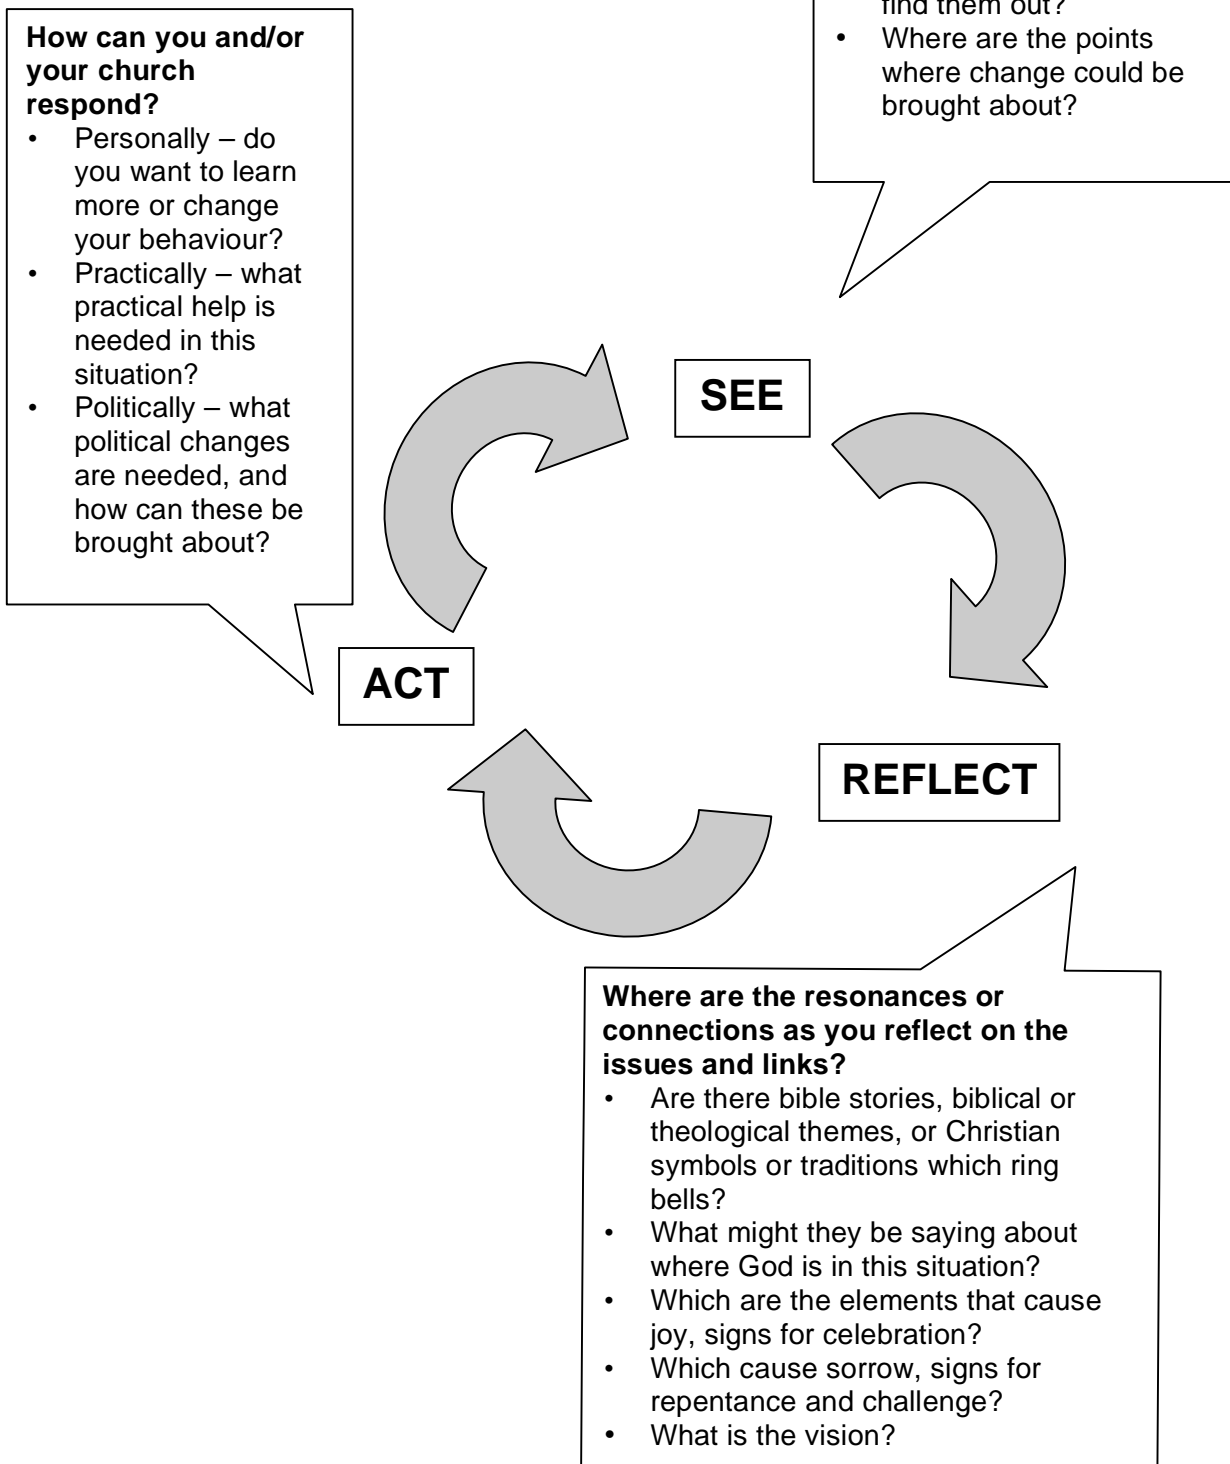 find them out?
• Where are the points
where change could be
brought about?
How can you and/or
your church
respond?
• Personally – do
you want to learn
more or change
your behaviour?
• Practically – what
practical help is
needed in this
situation?
• Politically – what
political changes
are needed, and
how can these be
brought about?
SEE
ACT
REFLECT
Where are the resonances or
connections as you reflect on the
issues and links?
• Are there bible stories, biblical or
theological themes, or Christian
symbols or traditions which ring
bells?
• What might they be saying about
where God is in this situation?
• Which are the elements that cause
joy, signs for celebration?
• Which cause sorrow, signs for
repentance and challenge?
• What is the vision?